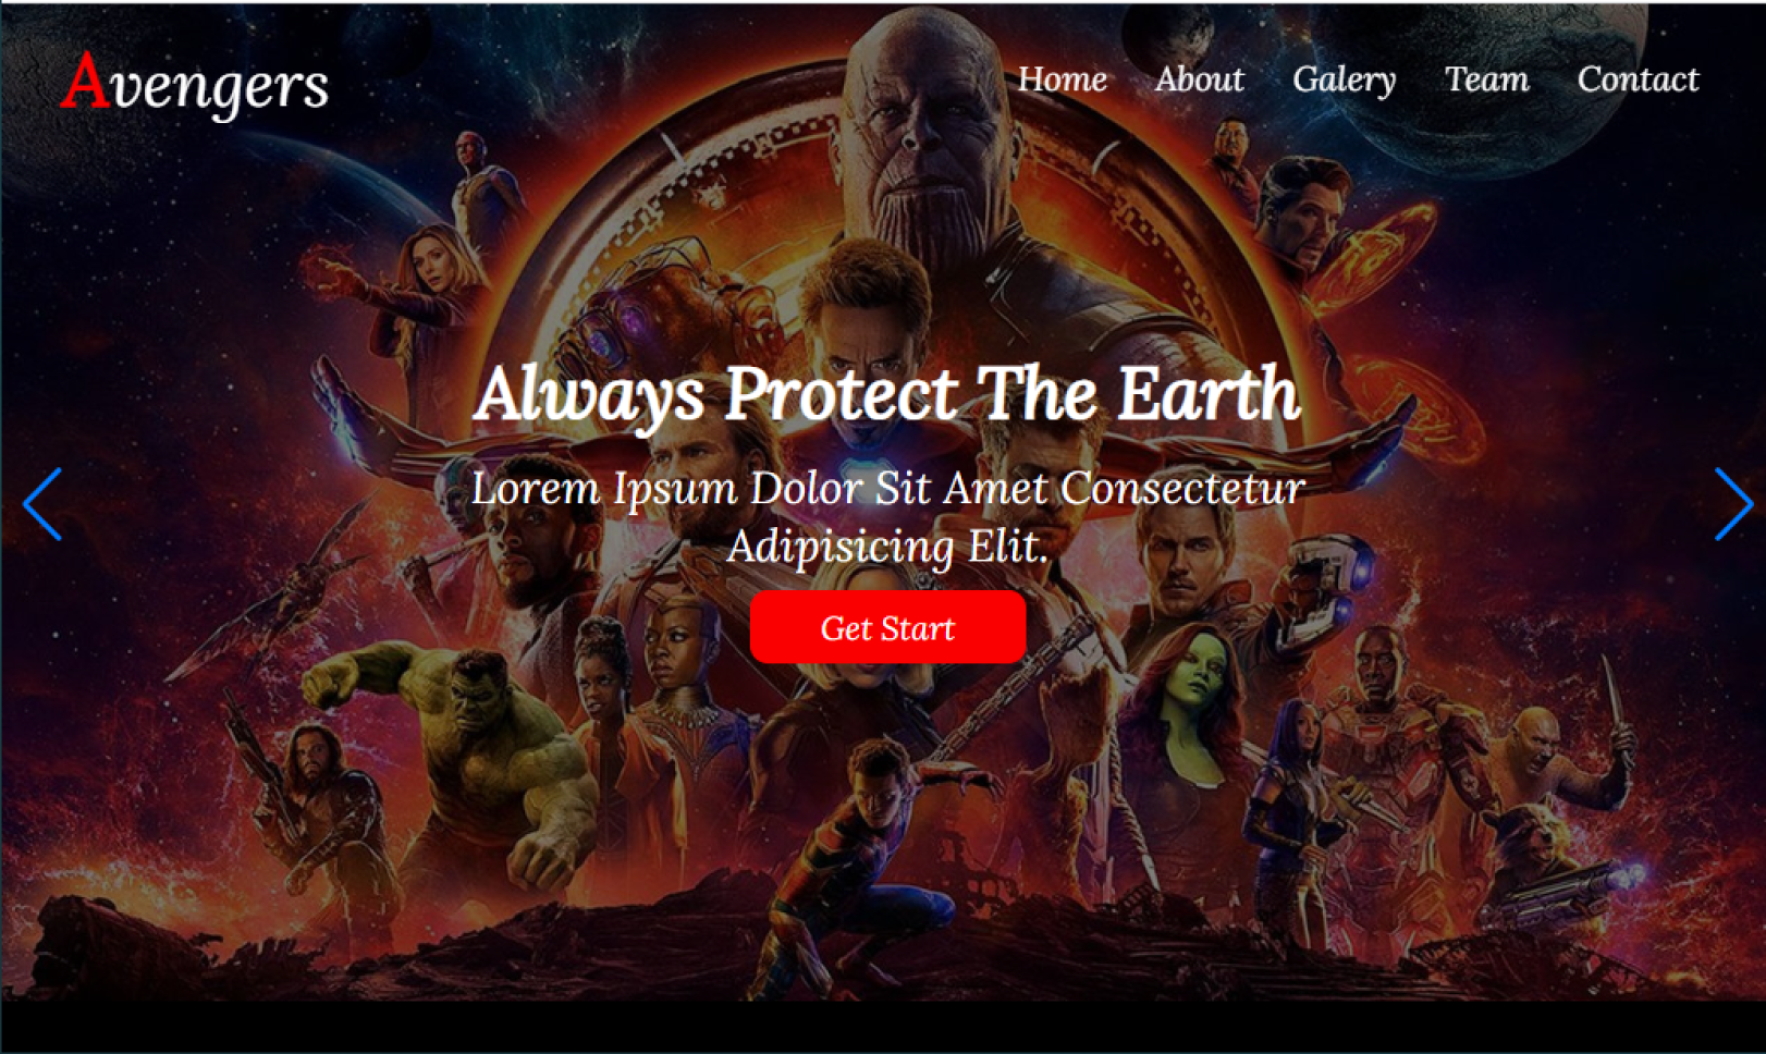 Avengers
Home About Galery Team Contact
Always Protect The Earth
Lorem Ipsum Dolor Sit Amet Consectetur
Adipisicing Elit.
Get Start